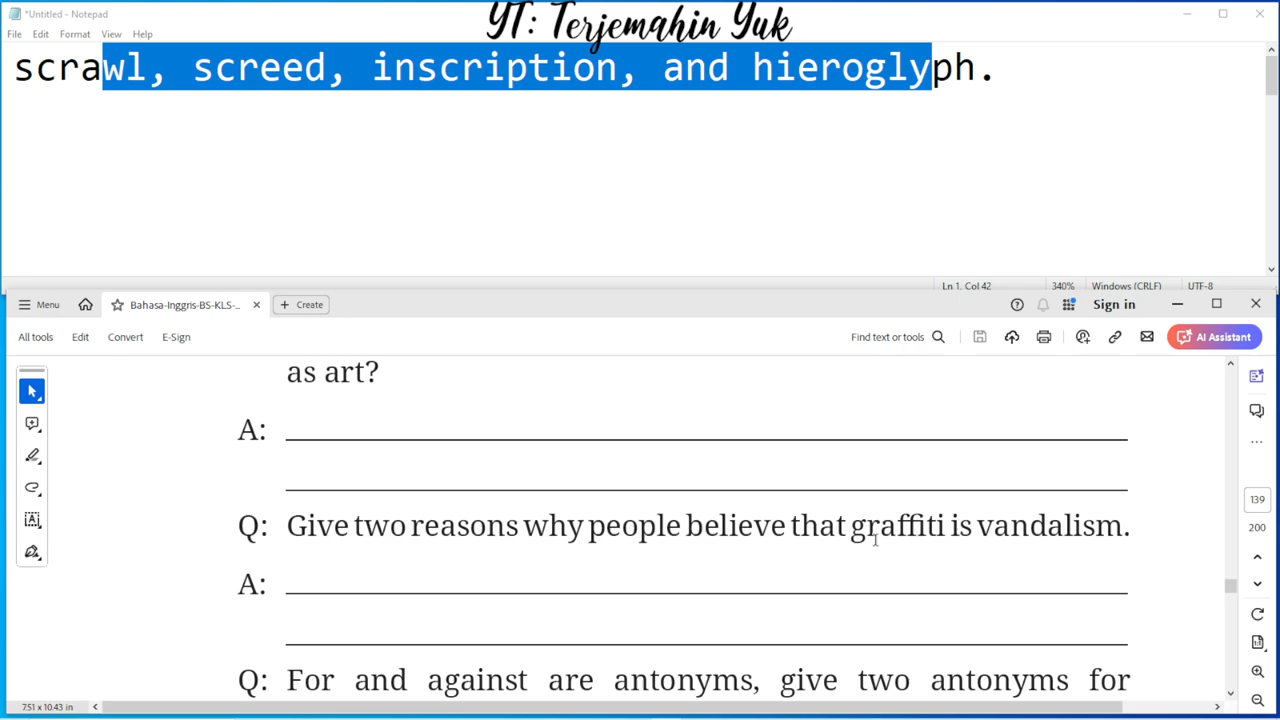 *Untitled - Notepad
YT: Terjemahin Yuk
File Edit Format View Help
scrawl, screed, inscription, and hieroglyph.
Ln 1, Col 42 340% Windows (CRLF) UTF-8
Menu Bahasa-Inggris-BS-KLS-... Create Sign in
All tools Edit Convert E-Sign Find text or tools AI Assistant
as art?
A:
Q: Give two reasons why people believe that graffiti is vandalism.
A:
Q: For and against are antonyms, give two antonyms for
139
200
7.51 x 10.43 in